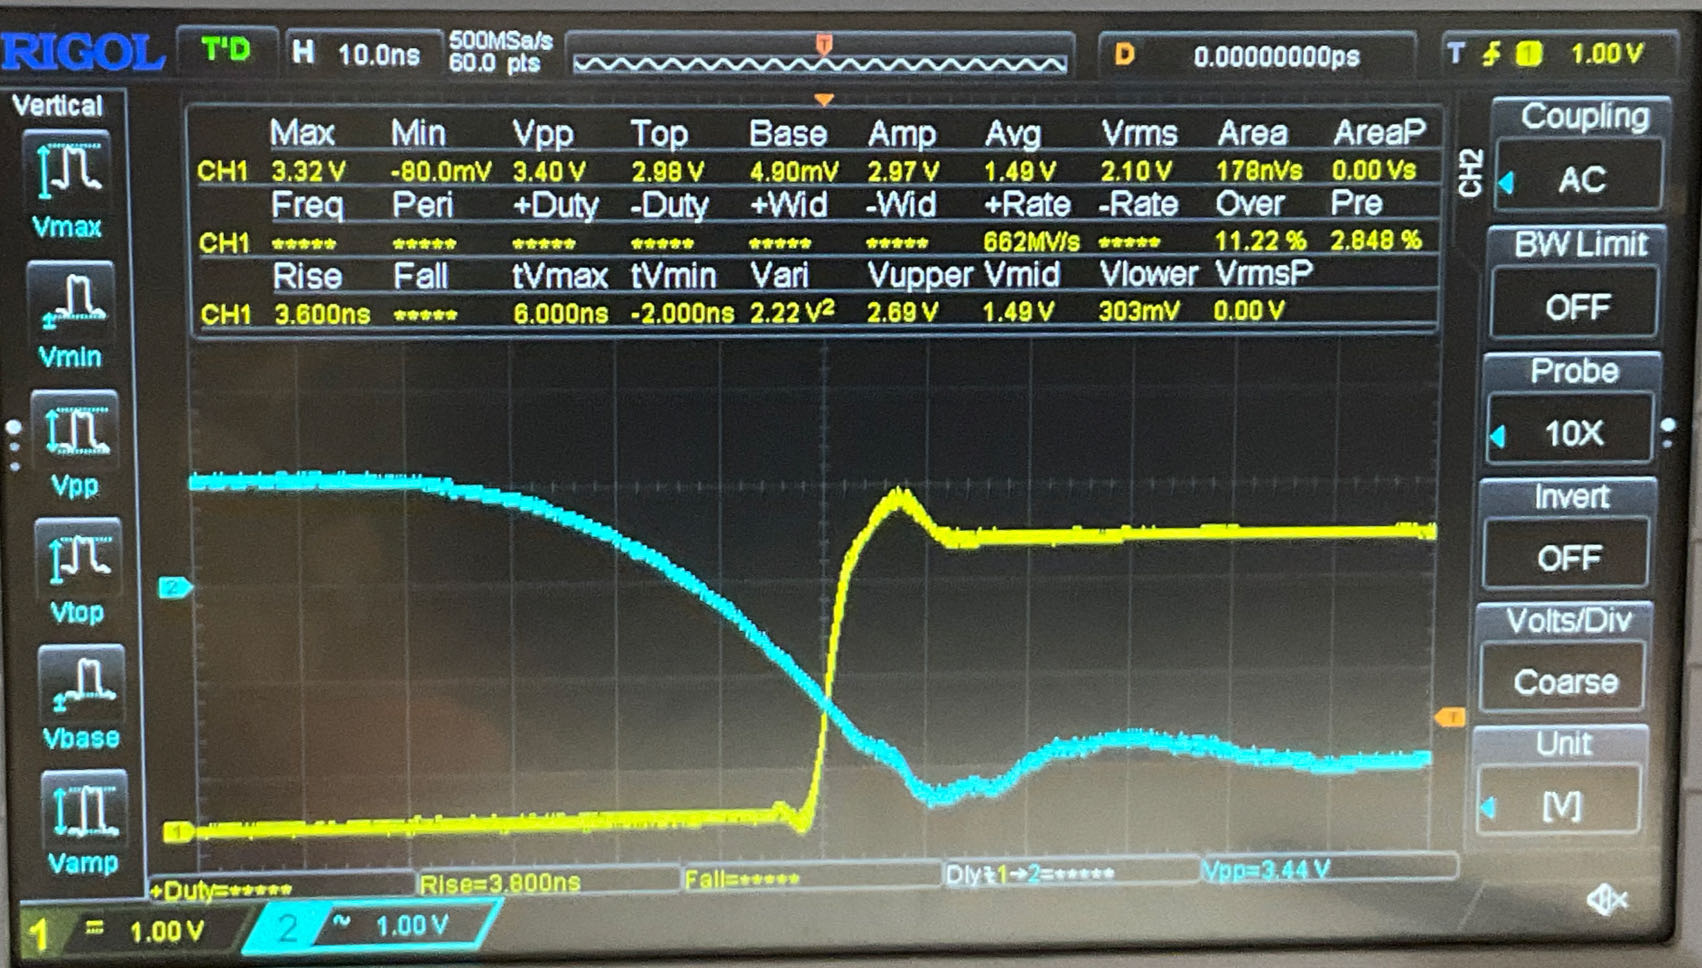 RIGOL T'D H 10.0ns 500MSa/s D 0.00000000ps T 1 1.00 V
60.0 pts
T
Vertical
Vmax
Vmin
Vpp
Vtop
Vbase
Vamp
Max Min Vpp Top Base Amp Avg Vrms Area AreaP
CH1 3.32 V -80.0mV 3.40 V 2.98 V 4.90mV 2.97 V 1.49 V 2.10 V 178nVs 0.00 Vs
Freq Peri +Duty -Duty +Wid -Wid +Rate -Rate Over Pre
CH1 ***** ***** ***** ***** ***** ***** 662MV/s ***** 11.22 % 2.848 %
Rise Fall tVmax tVmin Vari Vupper Vmid Vlower VrmsP
CH1 3.600ns ***** 6.000ns -2.000ns 2.22 V² 2.69 V 1.49 V 303mV 0.00 V
2
1
T
CH2
Coupling
AC
BW Limit
OFF
Probe
10X
Invert
OFF
Volts/Div
Coarse
Unit
[V]
+Duty=***** Rise=3.800ns Fall=***** Dly1→2=***** Vpp=3.44 V
1 = 1.00 V 2 ~ 1.00 V